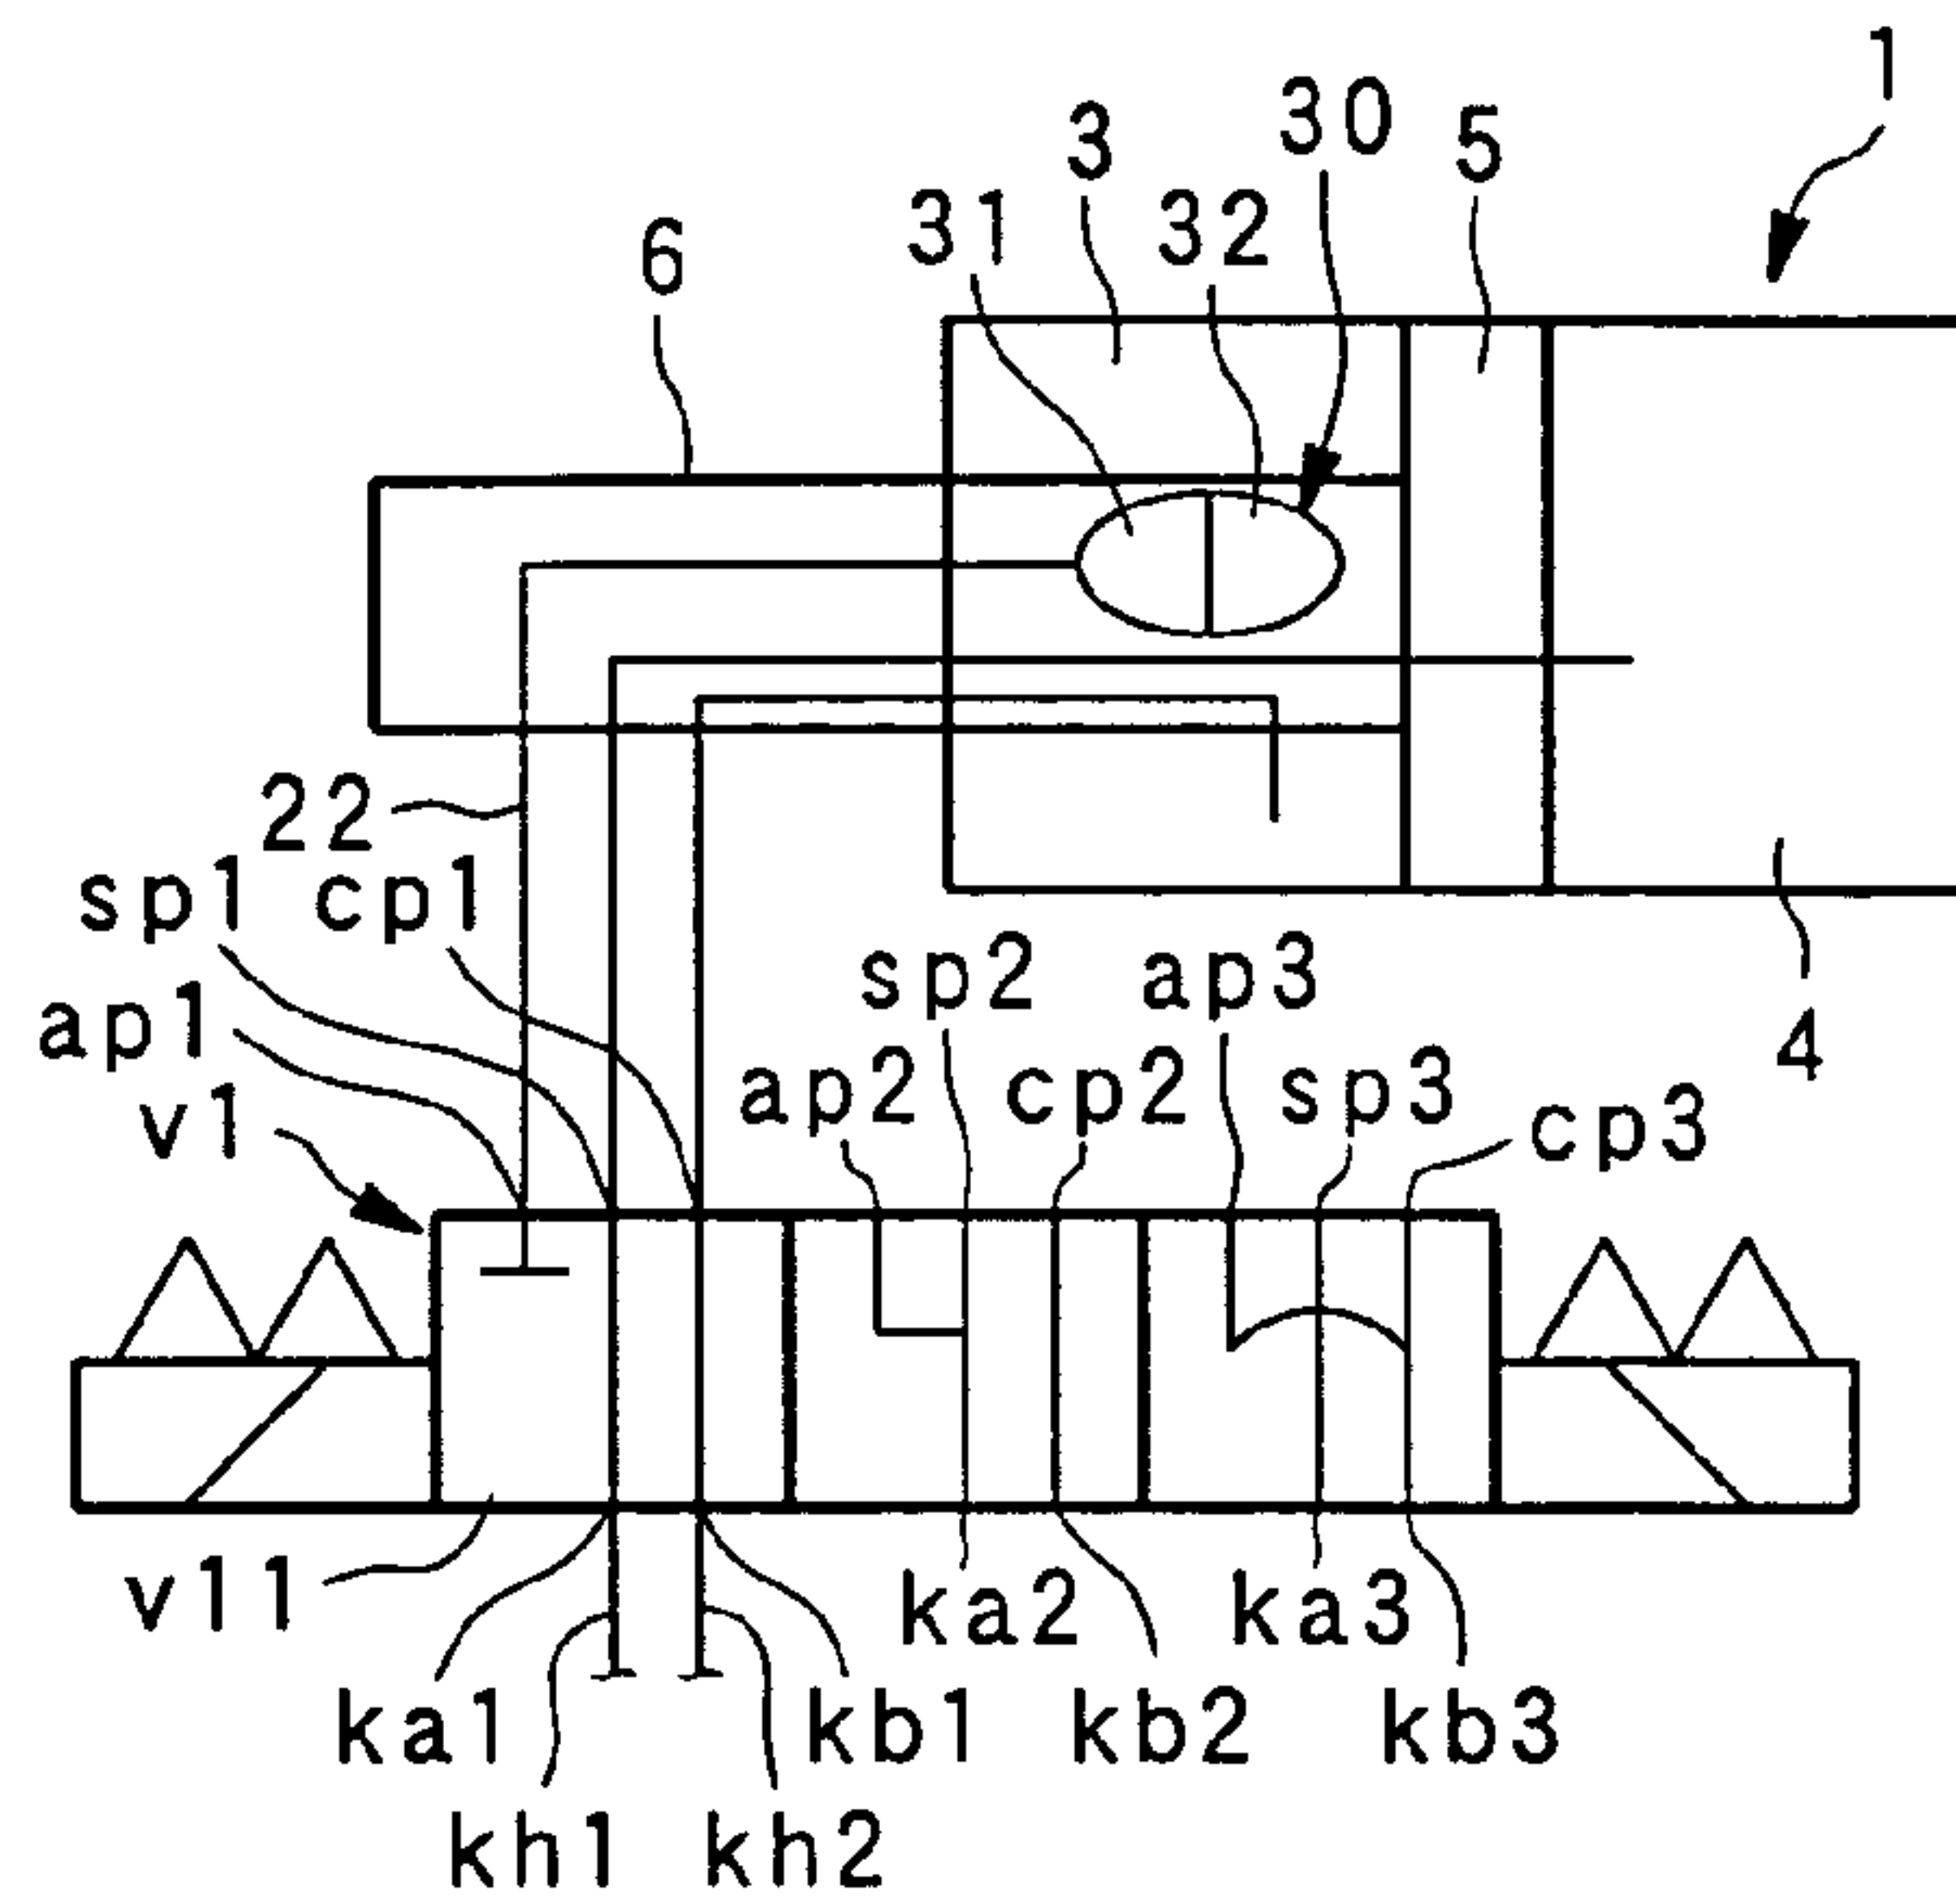 1
3 30 5
31 32
6
22
sp1 cp1
sp2 ap3
ap1 4
ap2 cp2 sp3 cp3
v1
v11
ka2 ka3
ka1 kb1 kb2 kb3
kh1 kh2